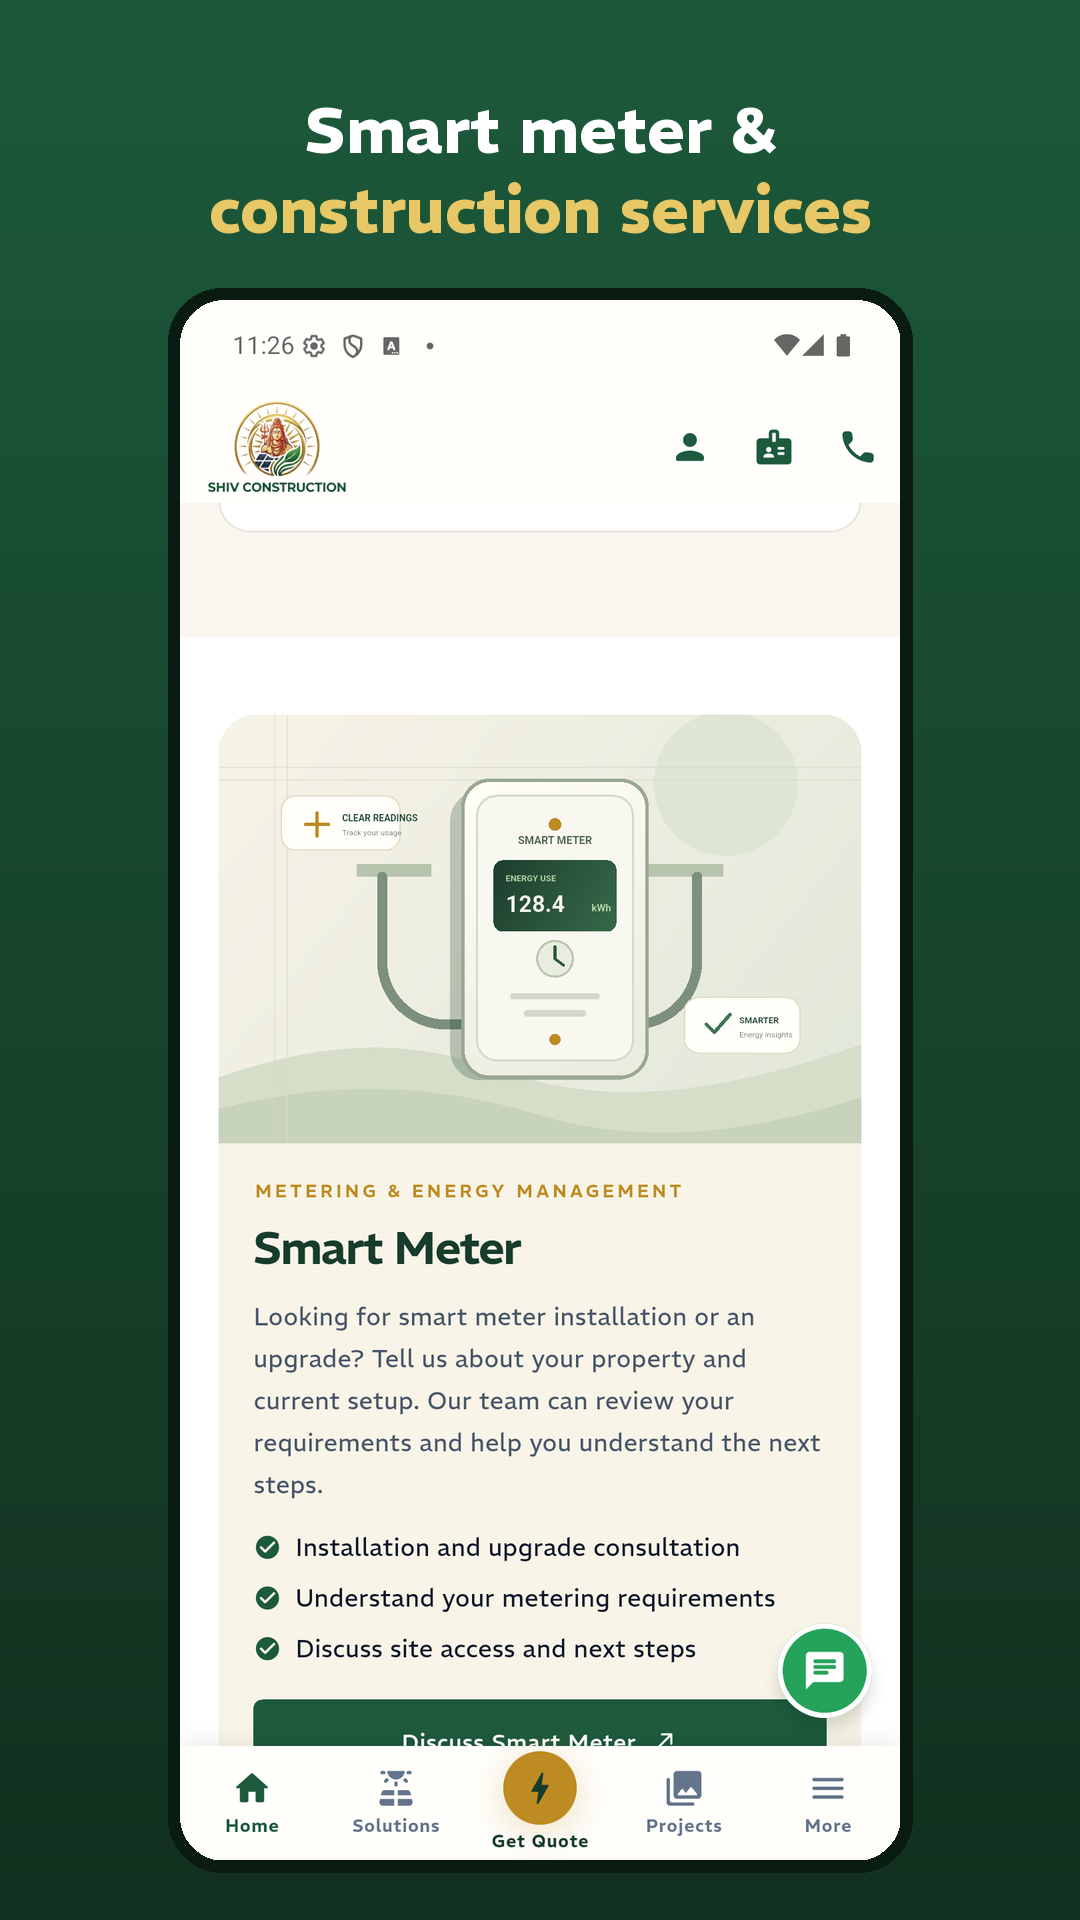 Smart meter &
construction services
11:26
A
SHIV CONSTRUCTION
CLEAR READINGS
Track your usage
SMART METER
ENERGY USE
128.4 kWh
SMARTER
Energy insights
METERING & ENERGY MANAGEMENT
Smart Meter
Looking for smart meter installation or an
upgrade? Tell us about your property and
current setup. Our team can review your
requirements and help you understand the next
steps.
Installation and upgrade consultation
Understand your metering requirements
Discuss site access and next steps
Discuss Smart Meter
Home
Solutions
Get Quote
Projects
More